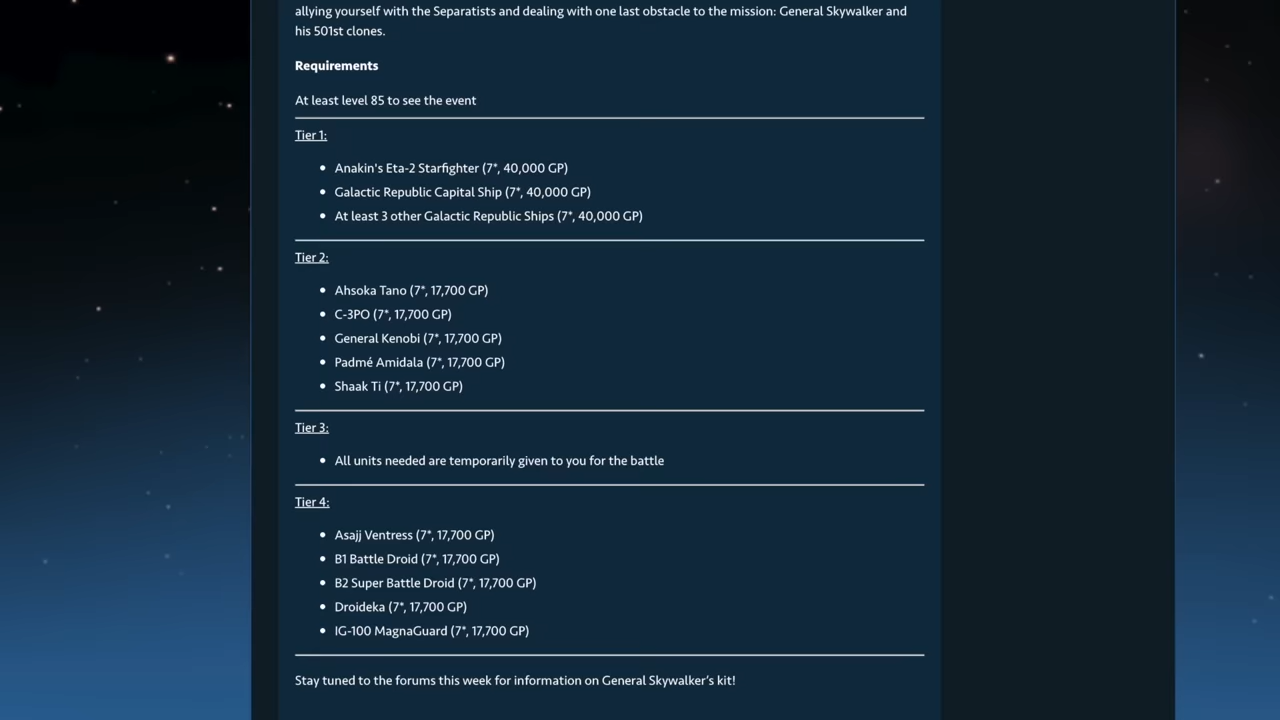 allying yourself with the Separatists and dealing with one last obstacle to the mission: General Skywalker and
his 501st clones.
Requirements
At least level 85 to see the event
Tier 1:
• Anakin's Eta-2 Starfighter (7*, 40,000 GP)
• Galactic Republic Capital Ship (7*, 40,000 GP)
• At least 3 other Galactic Republic Ships (7*, 40,000 GP)
Tier 2:
• Ahsoka Tano (7*, 17,700 GP)
• C-3PO (7*, 17,700 GP)
• General Kenobi (7*, 17,700 GP)
• Padmé Amidala (7*, 17,700 GP)
• Shaak Ti (7*, 17,700 GP)
Tier 3:
• All units needed are temporarily given to you for the battle
Tier 4:
• Asajj Ventress (7*, 17,700 GP)
• B1 Battle Droid (7*, 17,700 GP)
• B2 Super Battle Droid (7*, 17,700 GP)
• Droideka (7*, 17,700 GP)
• IG-100 MagnaGuard (7*, 17,700 GP)
Stay tuned to the forums this week for information on General Skywalker's kit!